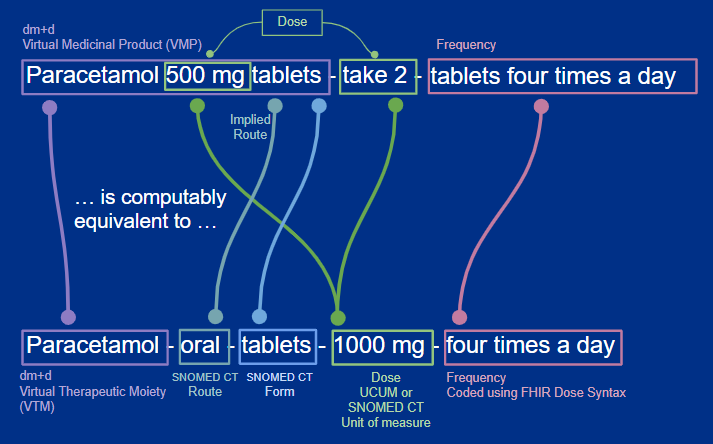 Dose
dm+d
Virtual Medicinal Product (VMP)
Frequency
Paracetamol 500 mg tablets - take 2 - tablets four times a day
Implied
Route
… is computably
equivalent to …
Paracetamol - oral - tablets - 1000 mg - four times a day
dm+d
Virtual Therapeutic Moiety
(VTM)
SNOMED CT
Route
SNOMED CT
Form
Dose
UCUM or
SNOMED CT
Unit of measure
Frequency
Coded using FHIR Dose Syntax